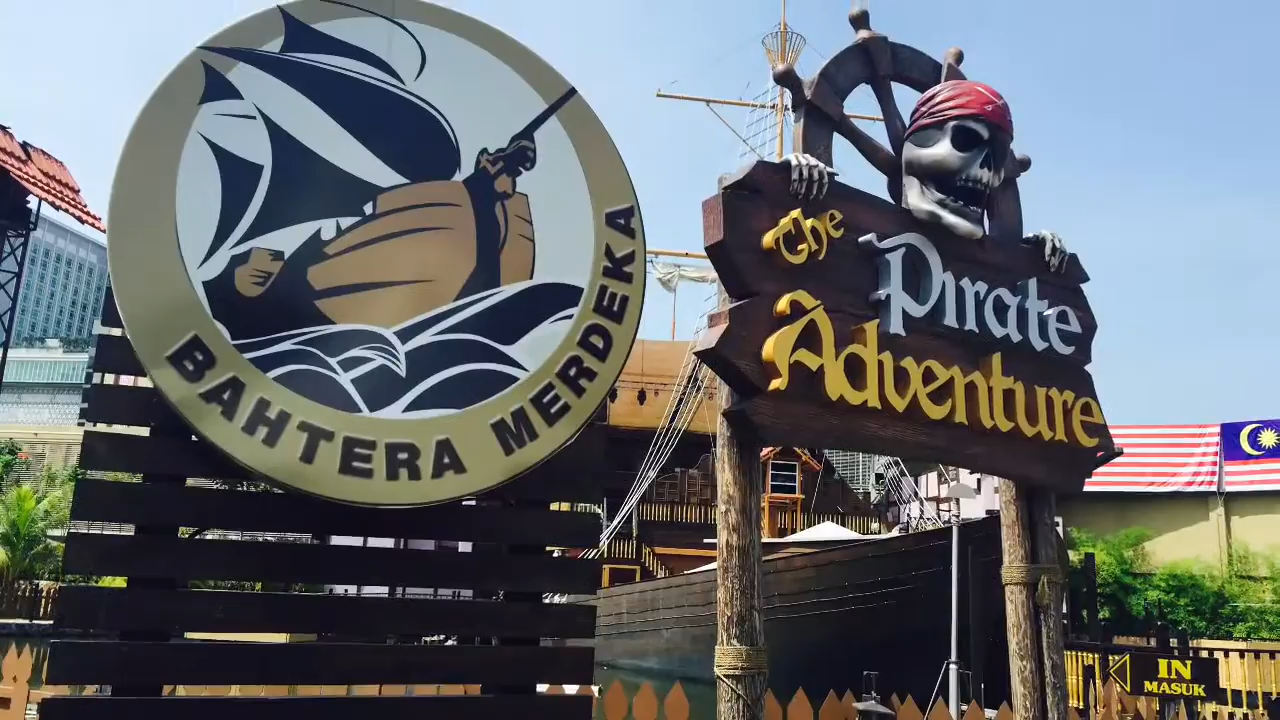 BAHTERA MERDEKA
The Pirate
Adventure
IN
MASUK